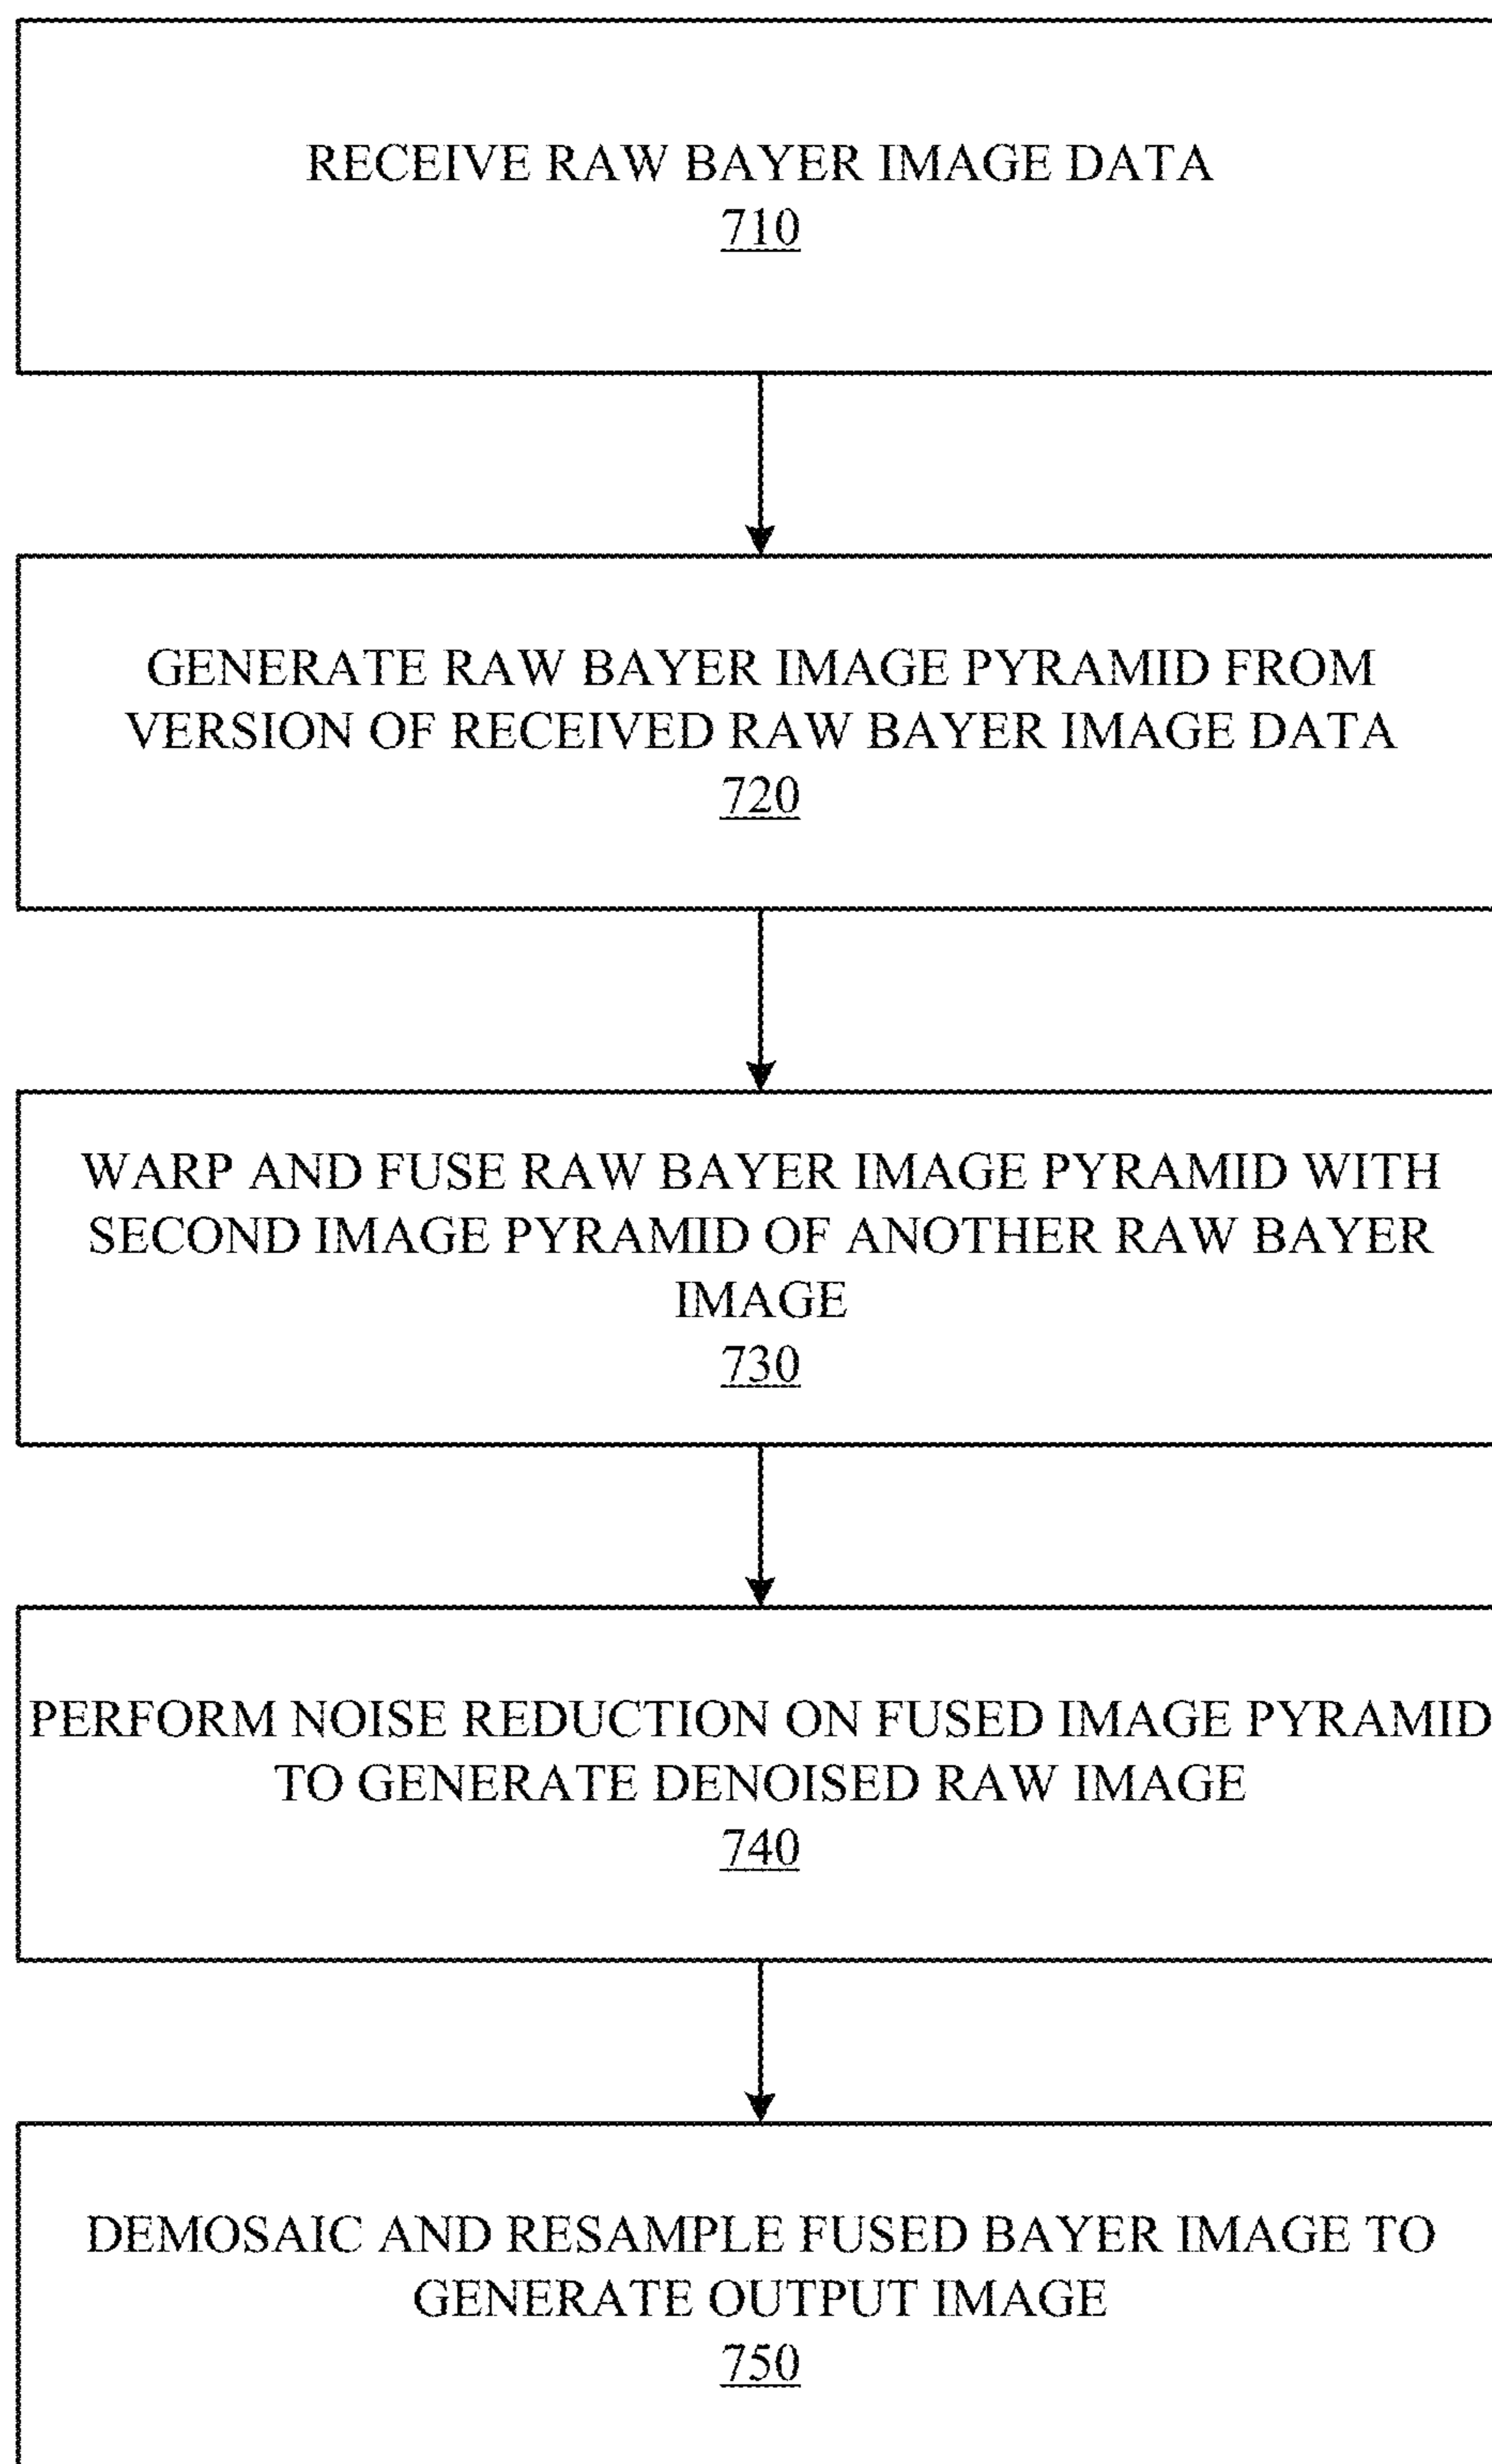 RECEIVE RAW BAYER IMAGE DATA
710
GENERATE RAW BAYER IMAGE PYRAMID FROM
VERSION OF RECEIVED RAW BAYER IMAGE DATA
720
WARP AND FUSE RAW BAYER IMAGE PYRAMID WITH
SECOND IMAGE PYRAMID OF ANOTHER RAW BAYER
IMAGE
730
PERFORM NOISE REDUCTION ON FUSED IMAGE PYRAMID
TO GENERATE DENOISED RAW IMAGE
740
DEMOSAIC AND RESAMPLE FUSED BAYER IMAGE TO
GENERATE OUTPUT IMAGE
750